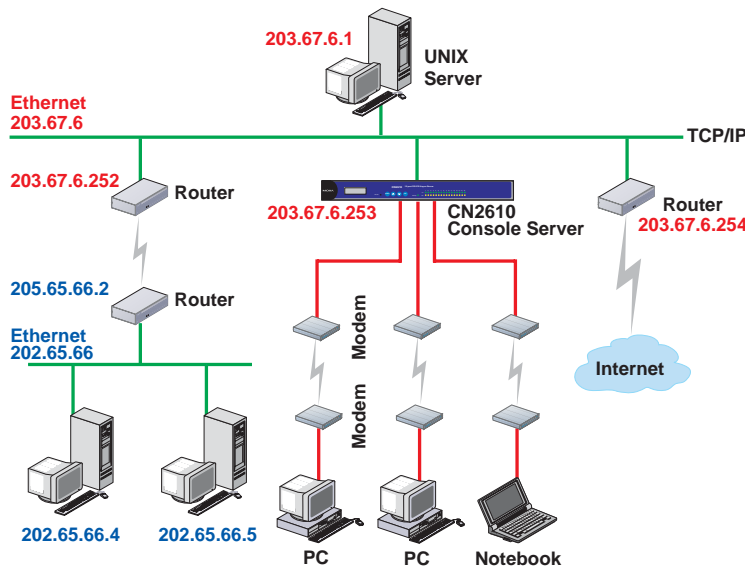 203.67.6.1
UNIX
Server
Ethernet
203.67.6
TCP/IP
203.67.6.252
Router
203.67.6.253
CN2610
Console Server
Router
203.67.6.254
205.65.66.2
Router
Modem
Ethernet
202.65.66
Internet
Modem
202.65.66.4
202.65.66.5
PC
PC
Notebook